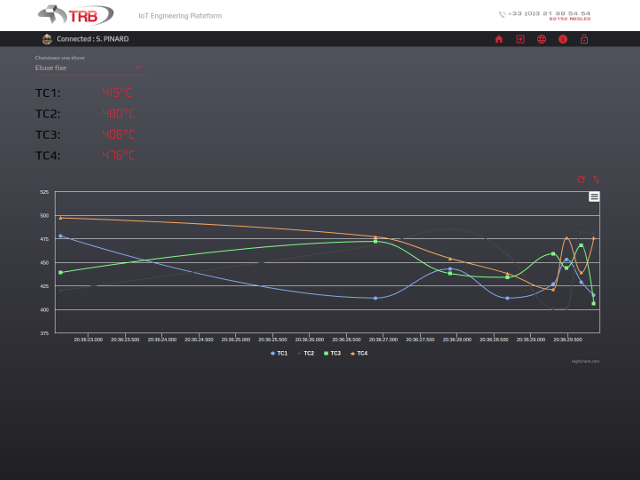 TRB
IoT Engineering Plateform
+33 (0)3 21 99 54 54
62152 NESLES
Connected : S. PINARD
Choisissez une étuve
Etuve fixe
TC1: 415°C
TC2: 480°C
TC3: 406°C
TC4: 476°C
525
500
475
450
425
400
375
20:36:23.000 20:36:23.500 20:36:24.000 20:36:24.500 20:36:25.000 20:36:25.500 20:36:26.000 20:36:26.500 20:36:27.000 20:36:27.500 20:36:28.000 20:36:28.500 20:36:29.000 20:36:29.500
TC1 TC2 TC3 TC4
Highcharts.com